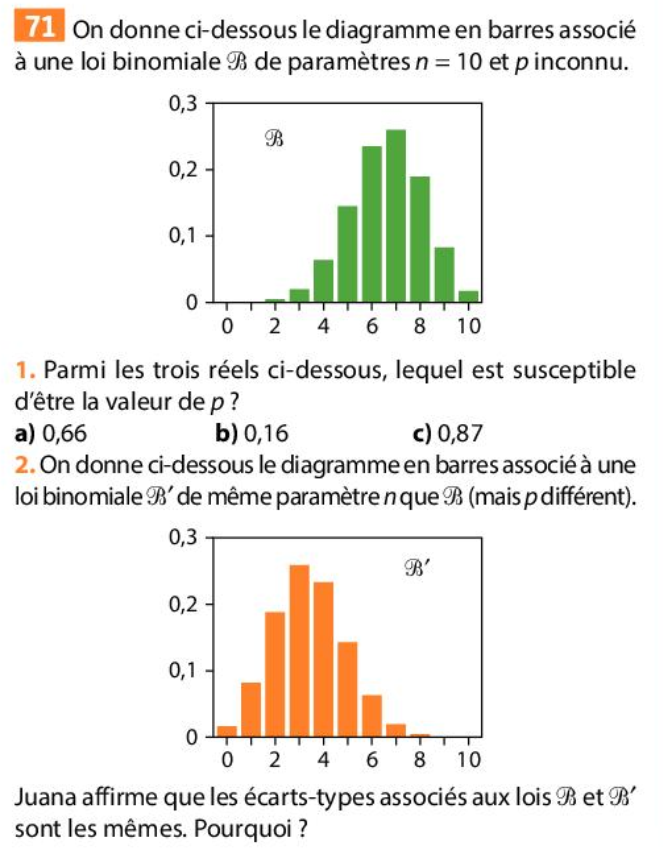 71 On donne ci-dessous le diagramme en barres associé
à une loi binomiale ℬ de paramètres n = 10 et p inconnu.
0,3
ℬ
0,2
0,1
0
0 2 4 6 8 10
1. Parmi les trois réels ci-dessous, lequel est susceptible
d'être la valeur de p ?
a) 0,66 b) 0,16 c) 0,87
2. On donne ci-dessous le diagramme en barres associé à une
loi binomiale ℬ′ de même paramètre n que ℬ (mais p différent).
0,3
ℬ′
0,2
0,1
0
0 2 4 6 8 10
Juana affirme que les écarts-types associés aux lois ℬ et ℬ′
sont les mêmes. Pourquoi ?